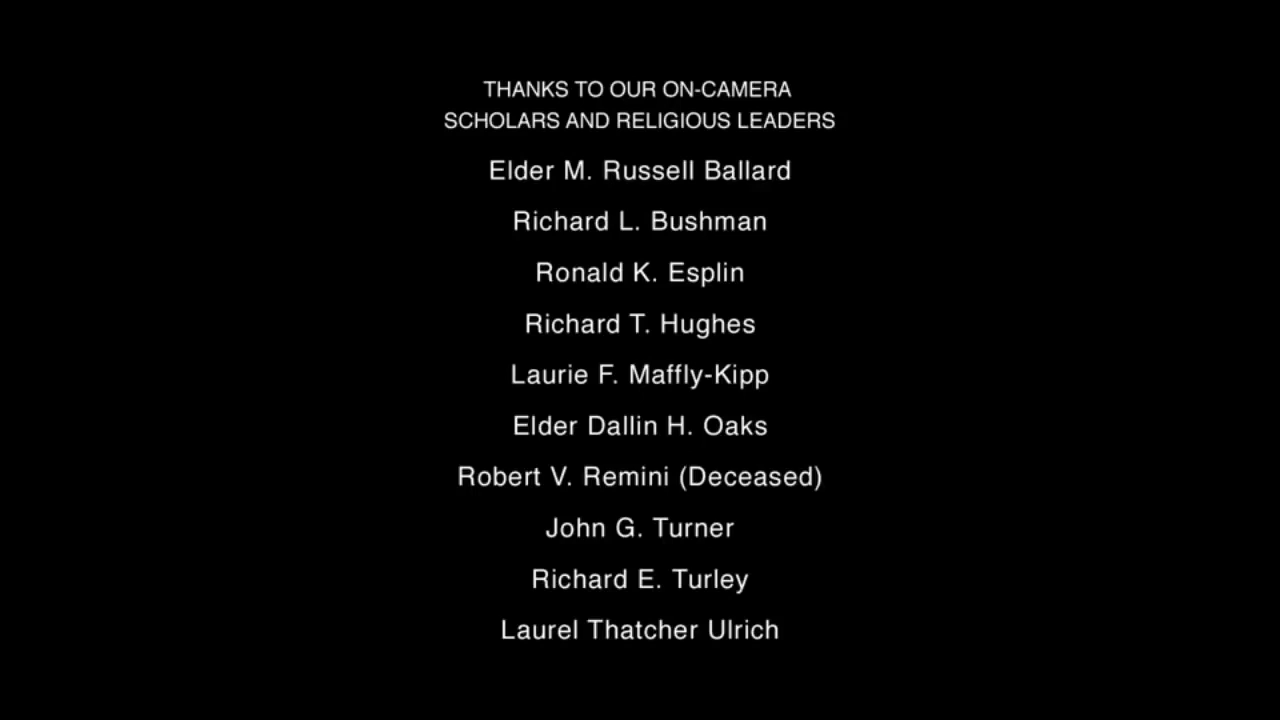 THANKS TO OUR ON-CAMERA
SCHOLARS AND RELIGIOUS LEADERS
Elder M. Russell Ballard
Richard L. Bushman
Ronald K. Esplin
Richard T. Hughes
Laurie F. Maffly-Kipp
Elder Dallin H. Oaks
Robert V. Remini (Deceased)
John G. Turner
Richard E. Turley
Laurel Thatcher Ulrich